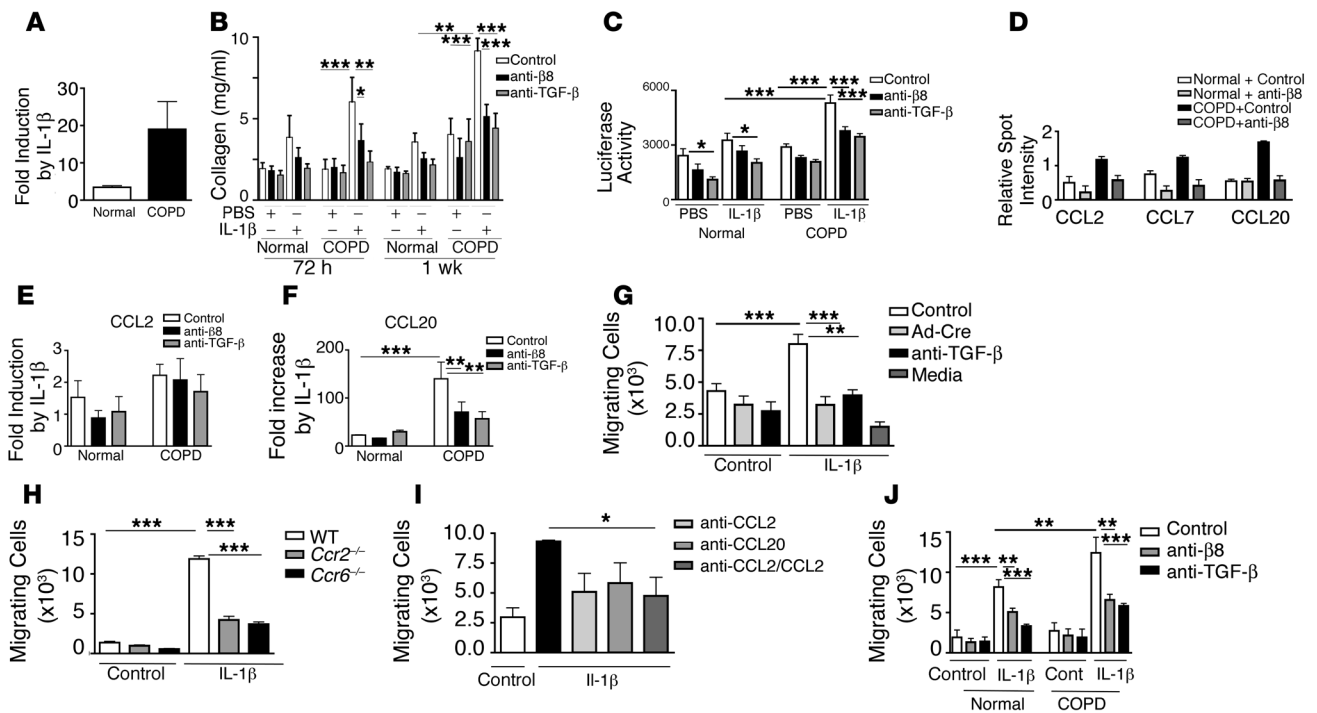 A
Fold Induction
by IL-1β
30
20
10
0
Normal COPD
B
Collagen (mg/ml)
10
5
0
** ***
*** ***
*** **
*
Control
anti-β8
anti-TGF-β
PBS + − + − + − + −
IL-1β − + − + − + − +
Normal COPD Normal COPD
72 h 1 wk
C
Luciferase
Activity
6000
3000
0
*** ***
*** ***
* *
Control
anti-β8
anti-TGF-β
PBS IL-1β PBS IL-1β
Normal COPD
D
Relative Spot
Intensity
2
1
0
Normal + Control
Normal + anti-β8
COPD+Control
COPD+anti-β8
CCL2 CCL7 CCL20
E
CCL2
Fold Induction
by IL-1β
3
2
1
0
Control
anti-β8
anti-TGF-β
Normal COPD
F
CCL20
Fold increase
by IL-1β
200
100
0
***
** **
Control
anti-β8
anti-TGF-β
Normal COPD
G
Migrating Cells
(x10³)
10.0
7.5
5.0
2.5
0.0
*** ***
**
Control
Ad-Cre
anti-TGF-β
Media
Control IL-1β
H
Migrating Cells
(x10³)
15
10
5
0
*** ***
***
WT
Ccr2–/–
Ccr6–/–
Control IL-1β
I
Migrating Cells
(x10³)
10.0
7.5
5.0
2.5
0.0
*
anti-CCL2
anti-CCL20
anti-CCL2/CCL2
Control Il-1β
J
Migrating Cells
(x10³)
15
10
5
0
** **
***
*** **
***
Control
anti-β8
anti-TGF-β
Control IL-1β Cont IL-1β
Normal COPD